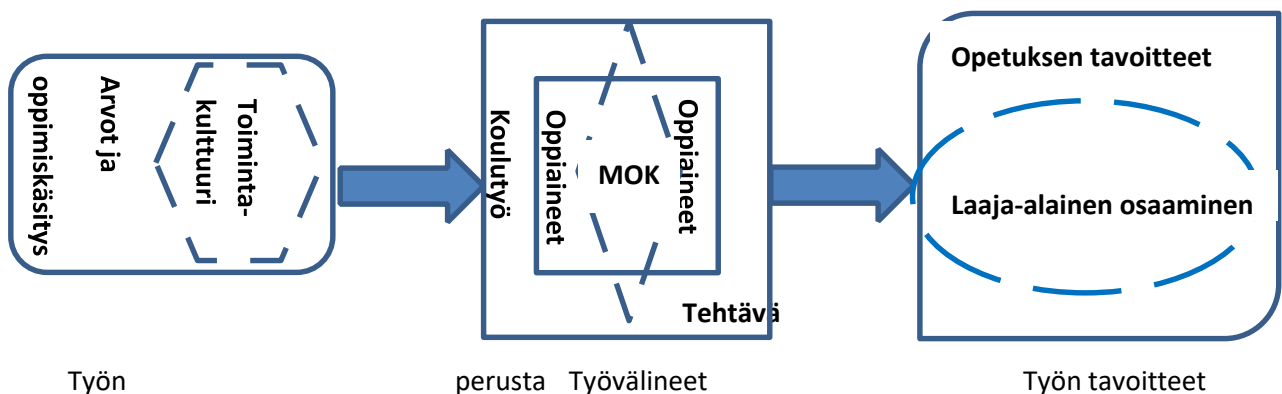 Arvot ja
oppimiskäsitys
Toiminta-
kulttuuri
Koulutyö
Oppiaineet
MOK
Oppiaineet
Tehtävä
Opetuksen tavoitteet
Laaja-alainen osaaminen
Työn perusta Työvälineet Työn tavoitteet